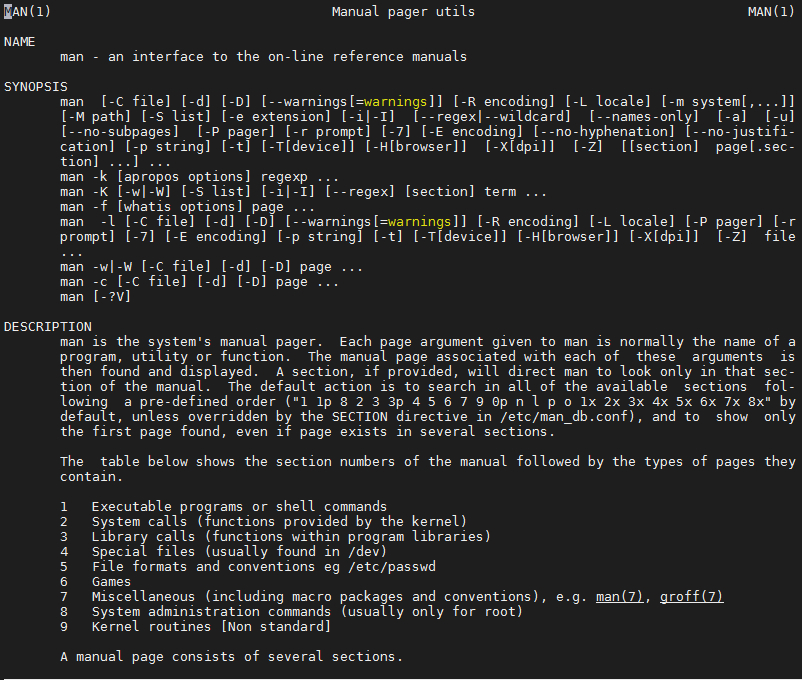 MAN(1) Manual pager utils MAN(1)
NAME
man - an interface to the on-line reference manuals
SYNOPSIS
man [-C file] [-d] [-D] [--warnings[=warnings]] [-R encoding] [-L locale] [-m system[,...]]
[-M path] [-S list] [-e extension] [-i|-I] [--regex|--wildcard] [--names-only] [-a] [-u]
[--no-subpages] [-P pager] [-r prompt] [-7] [-E encoding] [--no-hyphenation] [--no-justifi-
cation] [-p string] [-t] [-T[device]] [-H[browser]] [-X[dpi]] [-Z] [[section] page[.sec-
tion] ...] ...
man -k [apropos options] regexp ...
man -K [-w|-W] [-S list] [-i|-I] [--regex] [section] term ...
man -f [whatis options] page ...
man -l [-C file] [-d] [-D] [--warnings[=warnings]] [-R encoding] [-L locale] [-P pager] [-r
prompt] [-7] [-E encoding] [-p string] [-t] [-T[device]] [-H[browser]] [-X[dpi]] [-Z] file
...
man -w|-W [-C file] [-d] [-D] page ...
man -c [-C file] [-d] [-D] page ...
man [-?V]
DESCRIPTION
man is the system's manual pager. Each page argument given to man is normally the name of a
program, utility or function. The manual page associated with each of these arguments is
then found and displayed. A section, if provided, will direct man to look only in that sec-
tion of the manual. The default action is to search in all of the available sections fol-
lowing a pre-defined order ("1 1p 8 2 3 3p 4 5 6 7 9 0p n l p o 1x 2x 3x 4x 5x 6x 7x 8x" by
default, unless overridden by the SECTION directive in /etc/man_db.conf), and to show only
the first page found, even if page exists in several sections.
The table below shows the section numbers of the manual followed by the types of pages they
contain.
1 Executable programs or shell commands
2 System calls (functions provided by the kernel)
3 Library calls (functions within program libraries)
4 Special files (usually found in /dev)
5 File formats and conventions eg /etc/passwd
6 Games
7 Miscellaneous (including macro packages and conventions), e.g. man(7), groff(7)
8 System administration commands (usually only for root)
9 Kernel routines [Non standard]
A manual page consists of several sections.